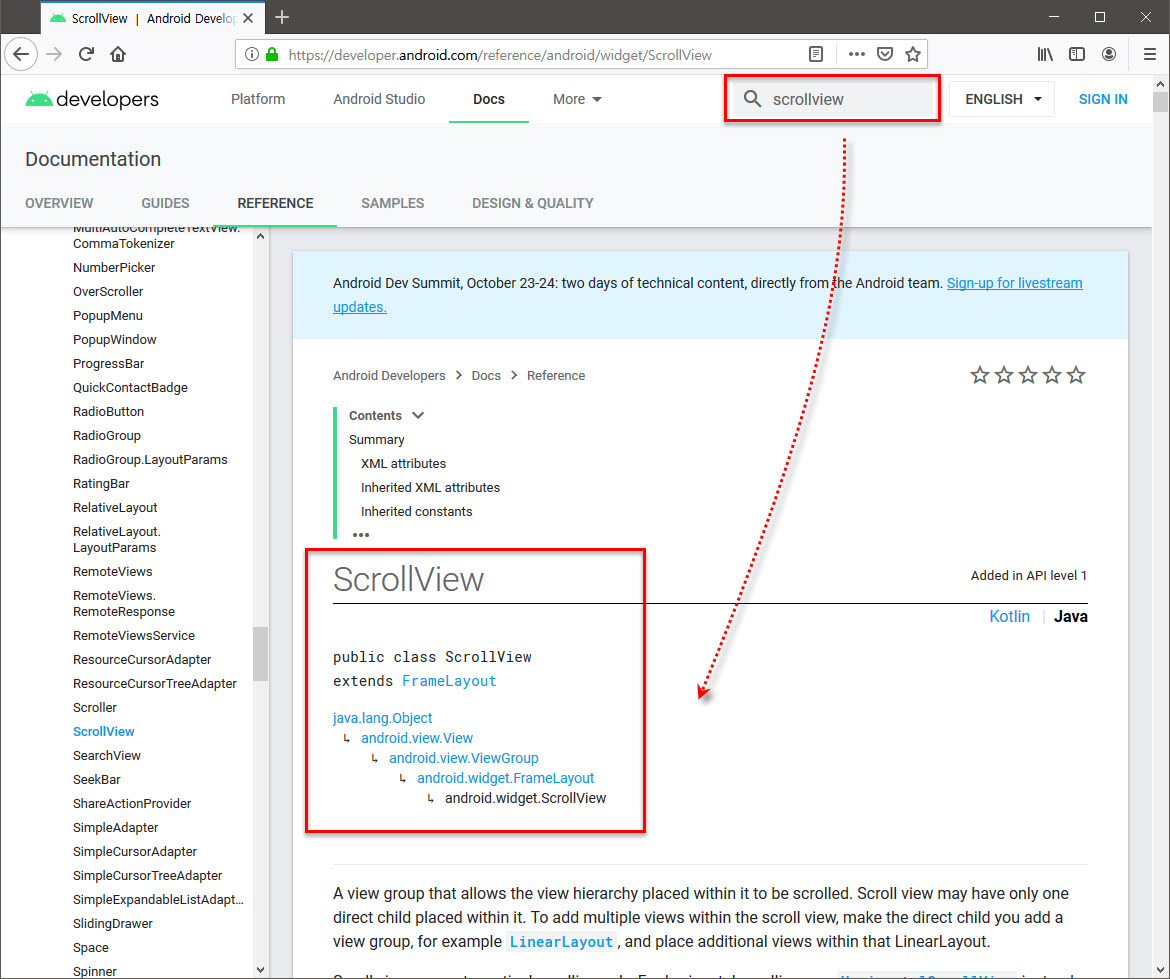 ScrollView | Android Develo
https://developer.android.com/reference/android/widget/ScrollView
developers Platform Android Studio Docs More scrollview ENGLISH SIGN IN
Documentation
OVERVIEW GUIDES REFERENCE SAMPLES DESIGN & QUALITY
MultiAutoCompleteTextView.
CommaTokenizer
NumberPicker
OverScroller
PopupMenu
PopupWindow
ProgressBar
QuickContactBadge
RadioButton
RadioGroup
RadioGroup.LayoutParams
RatingBar
RelativeLayout
RelativeLayout.
LayoutParams
RemoteViews
RemoteViews.
RemoteResponse
RemoteViewsService
ResourceCursorAdapter
ResourceCursorTreeAdapter
Scroller
ScrollView
SearchView
SeekBar
ShareActionProvider
SimpleAdapter
SimpleCursorAdapter
SimpleCursorTreeAdapter
SimpleExpandableListAdapt...
SlidingDrawer
Space
Spinner
Android Dev Summit, October 23-24: two days of technical content, directly from the Android team. Sign-up for livestream
updates.
Android Developers > Docs > Reference
Contents
Summary
XML attributes
Inherited XML attributes
Inherited constants
•••
ScrollView
Added in API level 1
Kotlin | Java
public class ScrollView
extends FrameLayout
java.lang.Object
↳ android.view.View
↳ android.view.ViewGroup
↳ android.widget.FrameLayout
↳ android.widget.ScrollView
A view group that allows the view hierarchy placed within it to be scrolled. Scroll view may have only one
direct child placed within it. To add multiple views within the scroll view, make the direct child you add a
view group, for example LinearLayout, and place additional views within that LinearLayout.